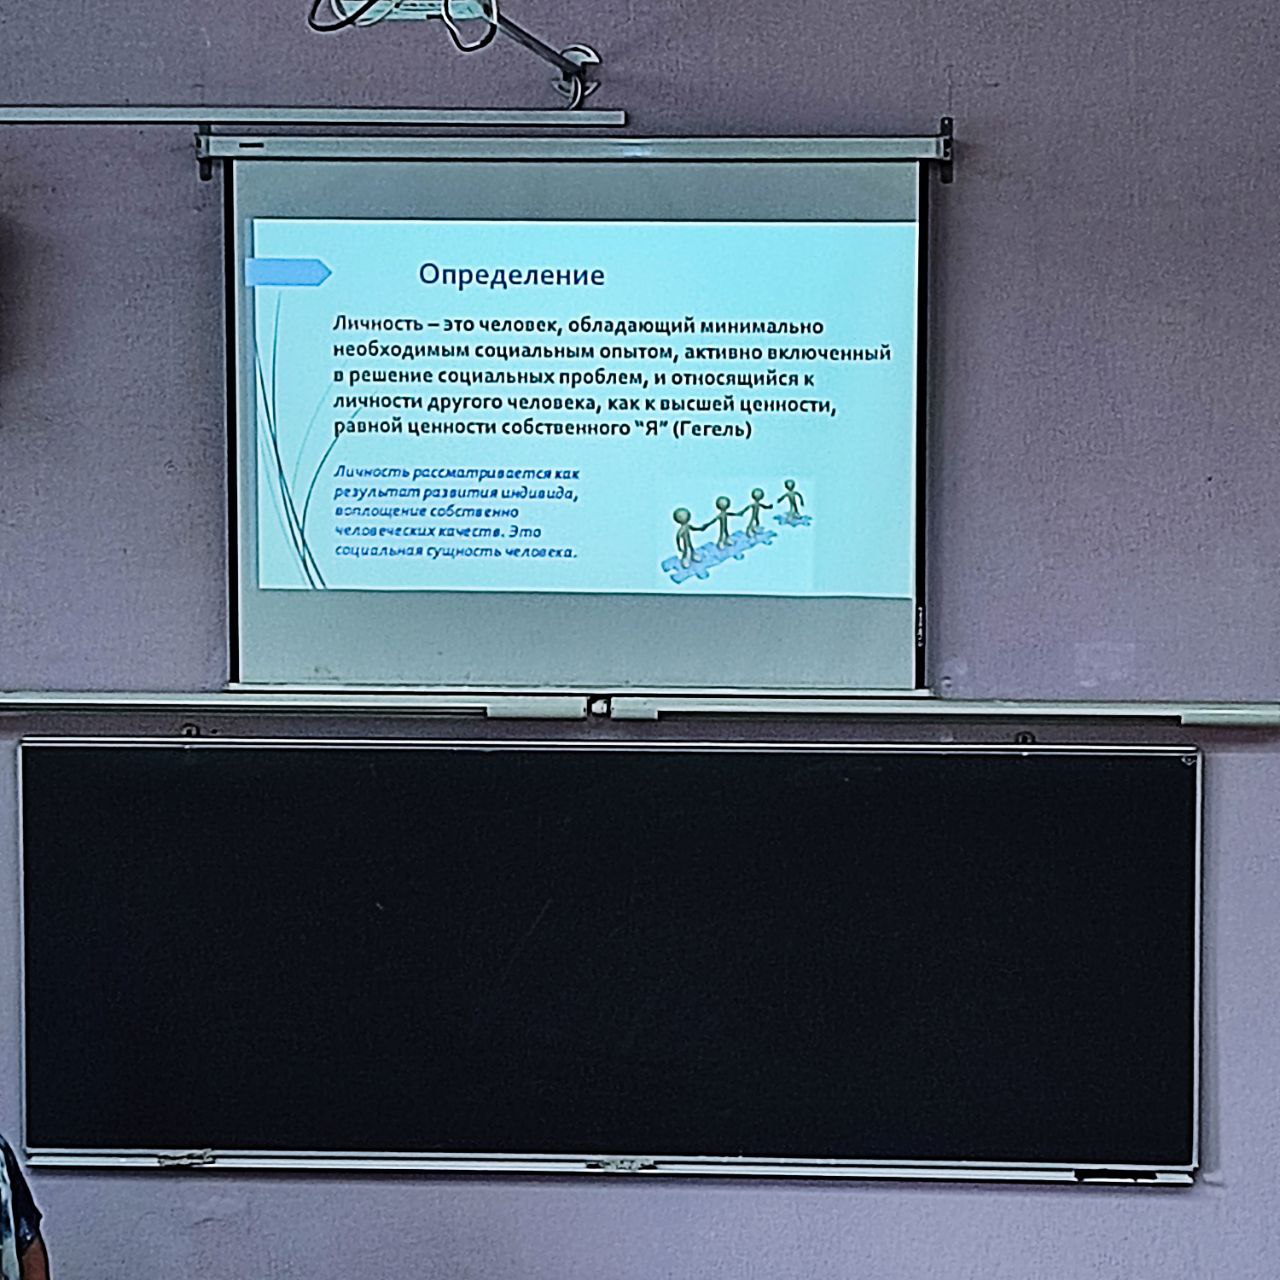 Определение
Личность – это человек, обладающий минимально
необходимым социальным опытом, активно включенный
в решение социальных проблем, и относящийся к
личности другого человека, как к высшей ценности,
равной ценности собственного “Я” (Гегель)
Личность рассматривается как
результат развития индивида,
воплощение собственно
человеческих качеств. Это
социальная сущность человека.